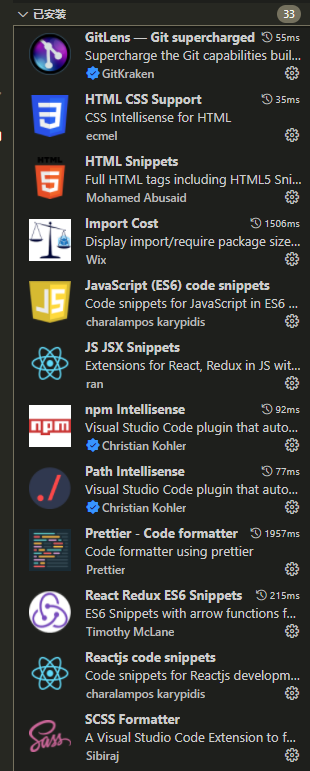 已安装
33
GitLens — Git supercharged 55ms
Supercharge the Git capabilities buil...
GitKraken
HTML CSS Support 35ms
CSS Intellisense for HTML
ecmel
HTML Snippets
Full HTML tags including HTML5 Sni...
Mohamed Abusaid
Import Cost 1506ms
Display import/require package size...
Wix
JavaScript (ES6) code snippets
Code snippets for JavaScript in ES6 ...
charalampos karypidis
JS JSX Snippets
Extensions for React, Redux in JS wit...
ran
npm Intellisense 92ms
Visual Studio Code plugin that auto...
Christian Kohler
Path Intellisense 77ms
Visual Studio Code plugin that auto...
Christian Kohler
Prettier - Code formatter 1957ms
Code formatter using prettier
Prettier
React Redux ES6 Snippets 215ms
ES6 Snippets with arrow functions f...
Timothy McLane
Reactjs code snippets
Code snippets for Reactjs developm...
charalampos karypidis
SCSS Formatter
A Visual Studio Code Extension to f...
Sibiraj
HTML
5
JS
npm
Sass